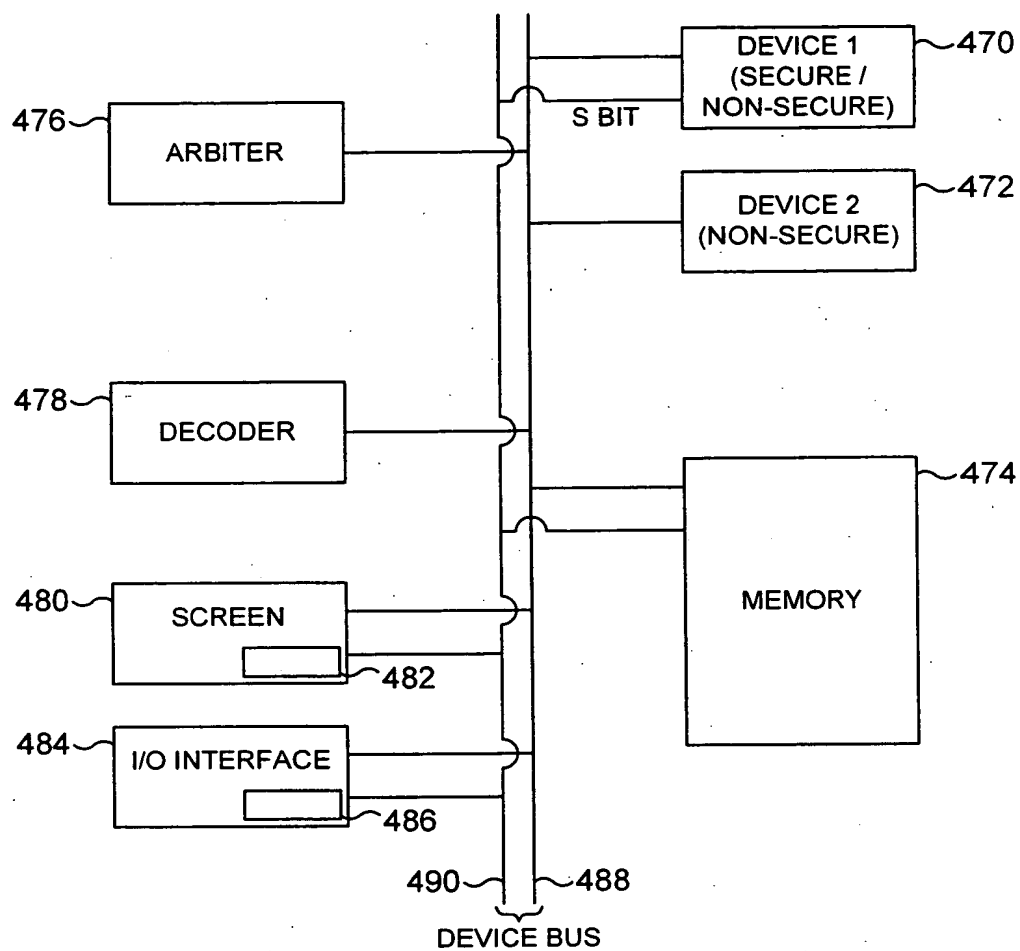 470
DEVICE 1
(SECURE /
NON-SECURE)
S BIT
476
ARBITER
472
DEVICE 2
(NON-SECURE)
478
DECODER
474
MEMORY
480
SCREEN
482
484
I/O INTERFACE
486
490
488
DEVICE BUS